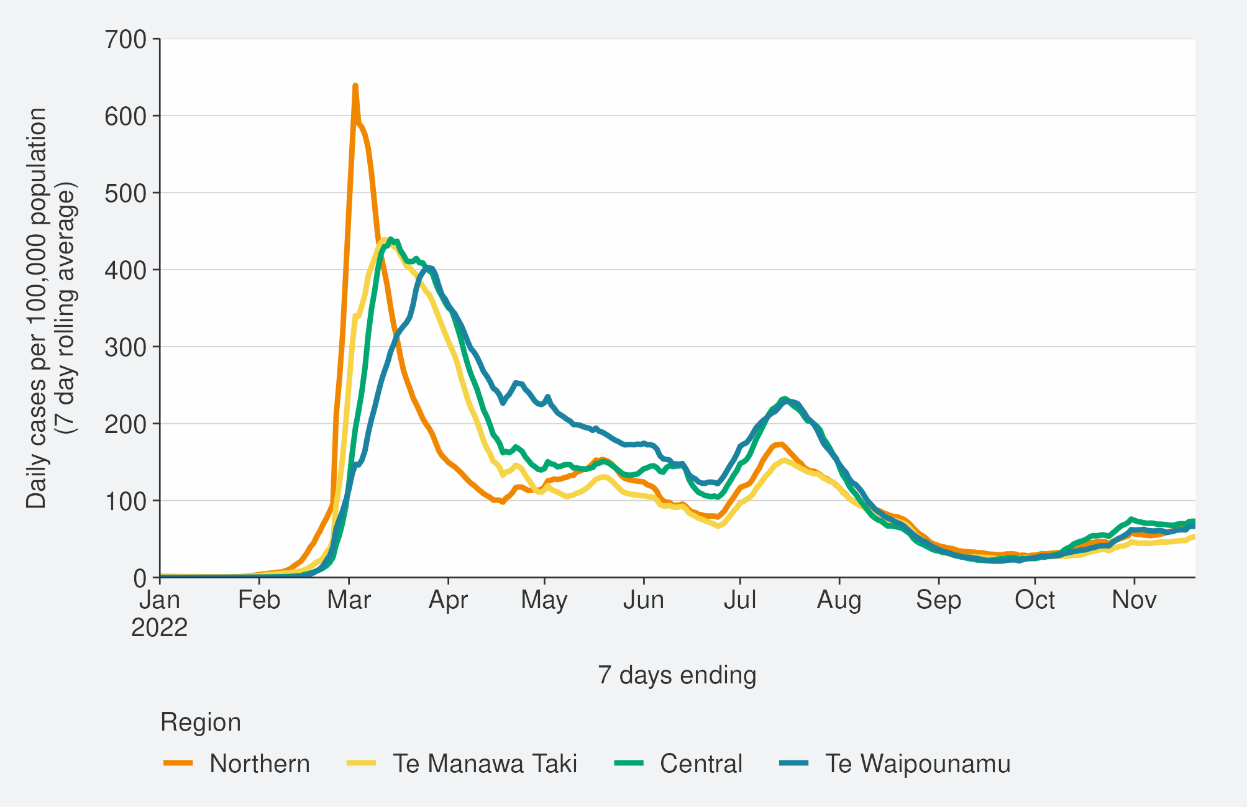 Daily cases per 100,000 population
(7 day rolling average)
700
600
500
400
300
200
100
0
Jan Feb Mar Apr May Jun Jul Aug Sep Oct Nov
2022
7 days ending
Region
Northern Te Manawa Taki Central Te Waipounamu